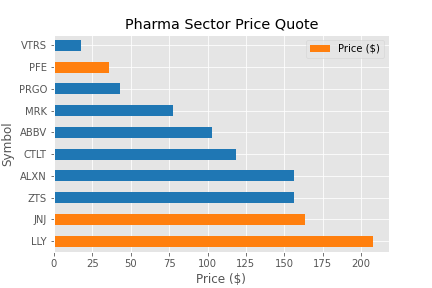 Pharma Sector Price Quote
Price ($)
VTRS
PFE
PRGO
MRK
ABBV
CTLT
ALXN
ZTS
JNJ
LLY
Symbol
0 25 50 75 100 125 150 175 200
Price ($)